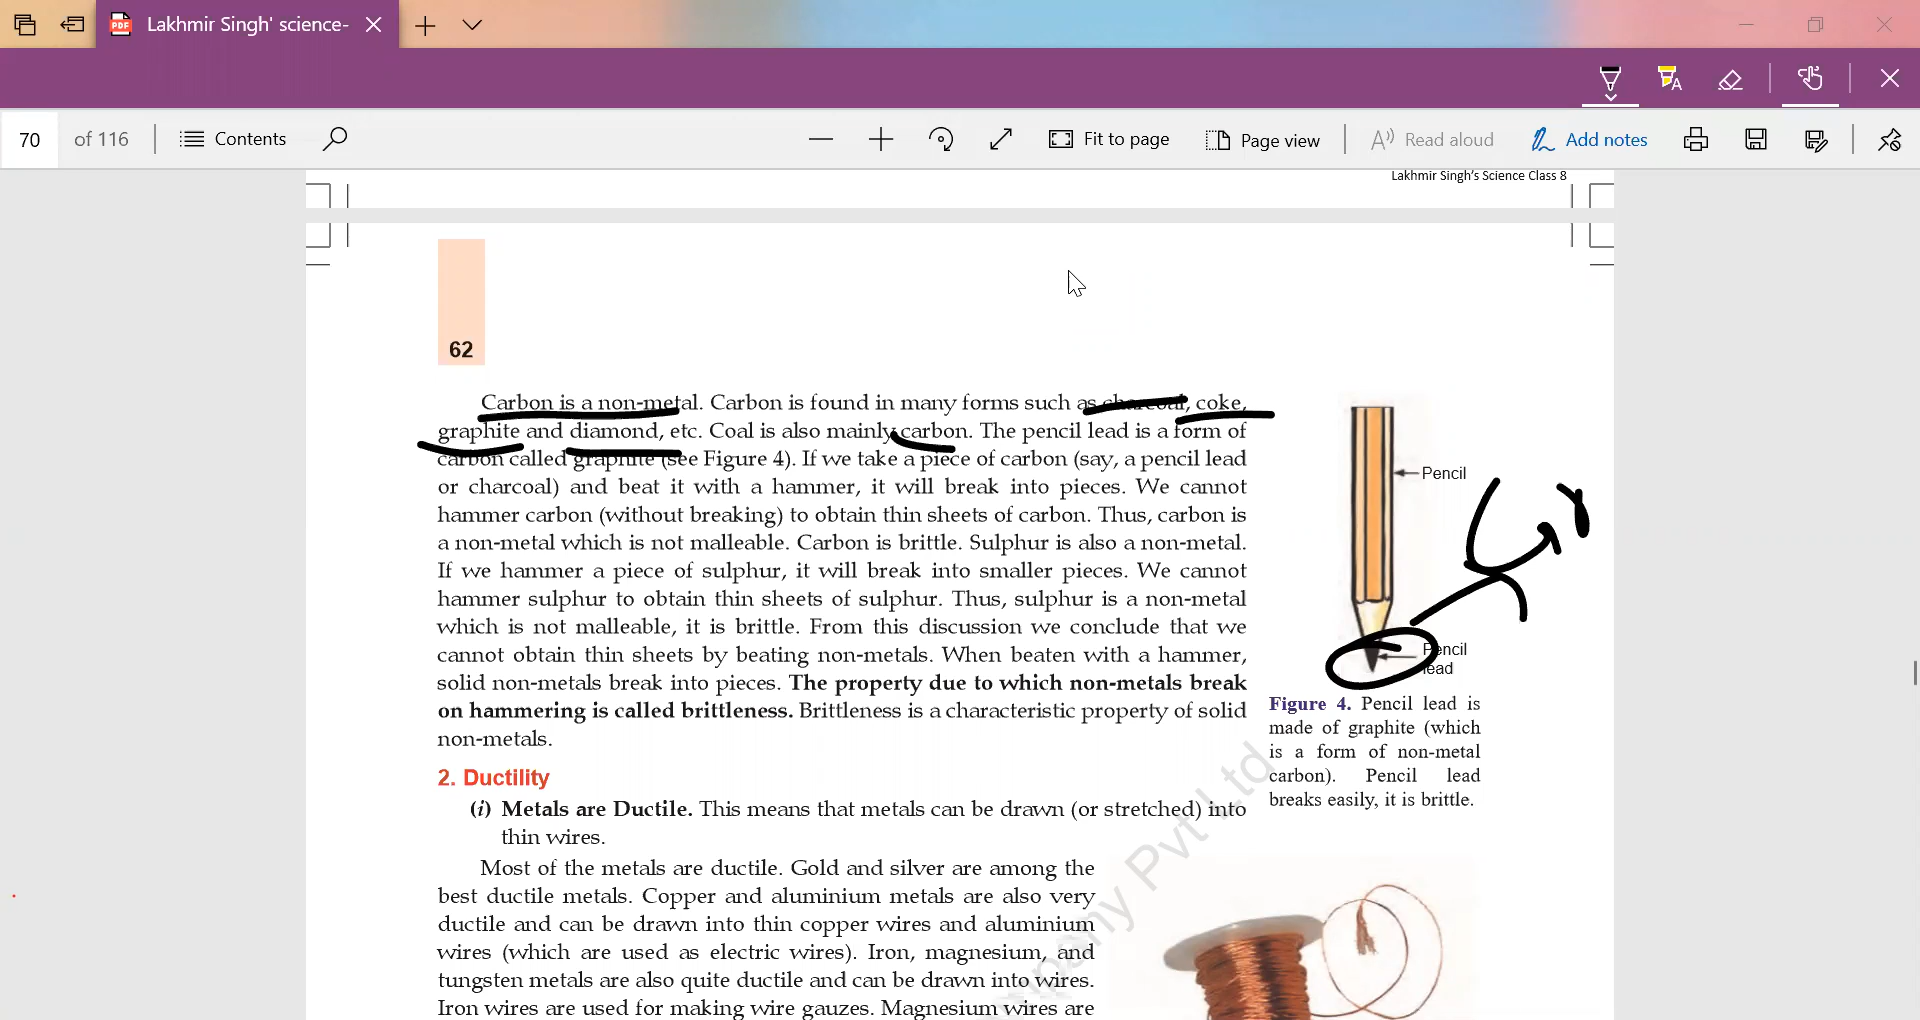 Lakhmir Singh' science-
70 of 116 Contents Fit to page Page view Read aloud Add notes
Lakhmir Singh's Science Class 8
62
Carbon is a non-metal. Carbon is found in many forms such as charcoal, coke,
graphite and diamond, etc. Coal is also mainly carbon. The pencil lead is a form of
carbon called graphite (see Figure 4). If we take a piece of carbon (say, a pencil lead
or charcoal) and beat it with a hammer, it will break into pieces. We cannot
hammer carbon (without breaking) to obtain thin sheets of carbon. Thus, carbon is
a non-metal which is not malleable. Carbon is brittle. Sulphur is also a non-metal.
If we hammer a piece of sulphur, it will break into smaller pieces. We cannot
hammer sulphur to obtain thin sheets of sulphur. Thus, sulphur is a non-metal
which is not malleable, it is brittle. From this discussion we conclude that we
cannot obtain thin sheets by beating non-metals. When beaten with a hammer,
solid non-metals break into pieces. The property due to which non-metals break
on hammering is called brittleness. Brittleness is a characteristic property of solid
non-metals.
Pencil
Pencil
lead
Figure 4. Pencil lead is
made of graphite (which
is a form of non-metal
carbon). Pencil lead
breaks easily, it is brittle.
2. Ductility
(i) Metals are Ductile. This means that metals can be drawn (or stretched) into
thin wires.
Most of the metals are ductile. Gold and silver are among the
best ductile metals. Copper and aluminium metals are also very
ductile and can be drawn into thin copper wires and aluminium
wires (which are used as electric wires). Iron, magnesium, and
tungsten metals are also quite ductile and can be drawn into wires.
Iron wires are used for making wire gauzes. Magnesium wires are
Pvt Ltd